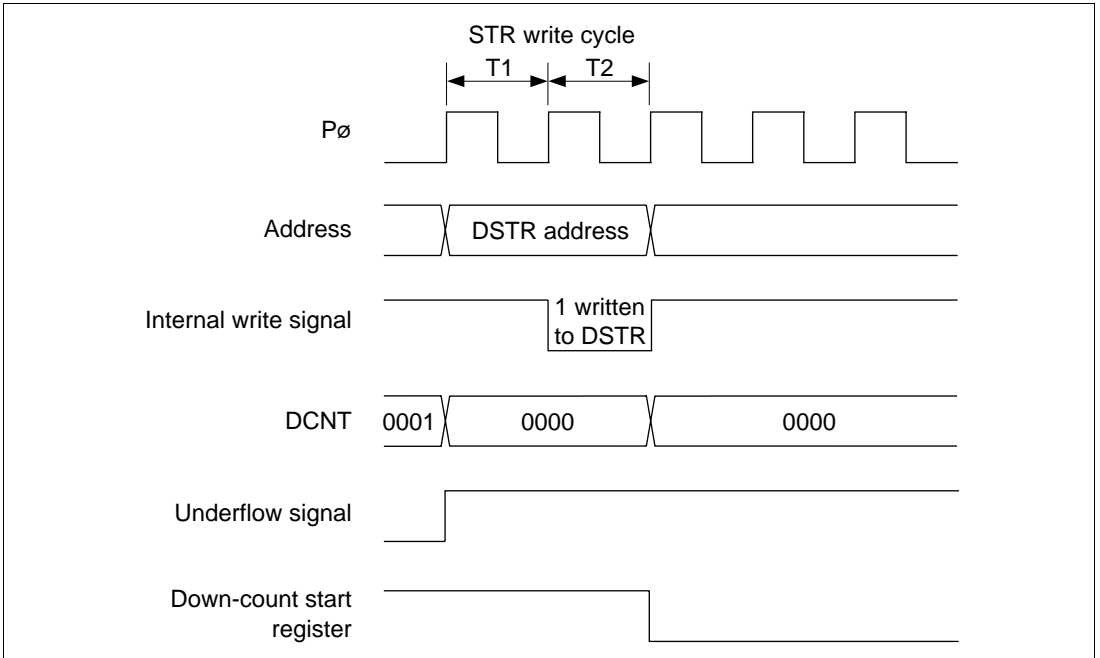 STR write cycle
T1 T2
Pø
Address DSTR address
Internal write signal 1 written
to DSTR
DCNT 0001 0000 0000
Underflow signal
Down-count start
register